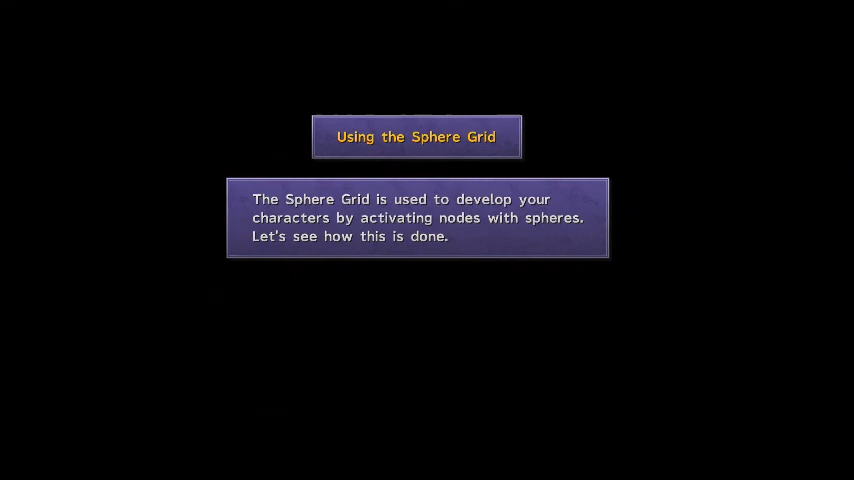 Using the Sphere Grid
The Sphere Grid is used to develop your
characters by activating nodes with spheres.
Let's see how this is done.